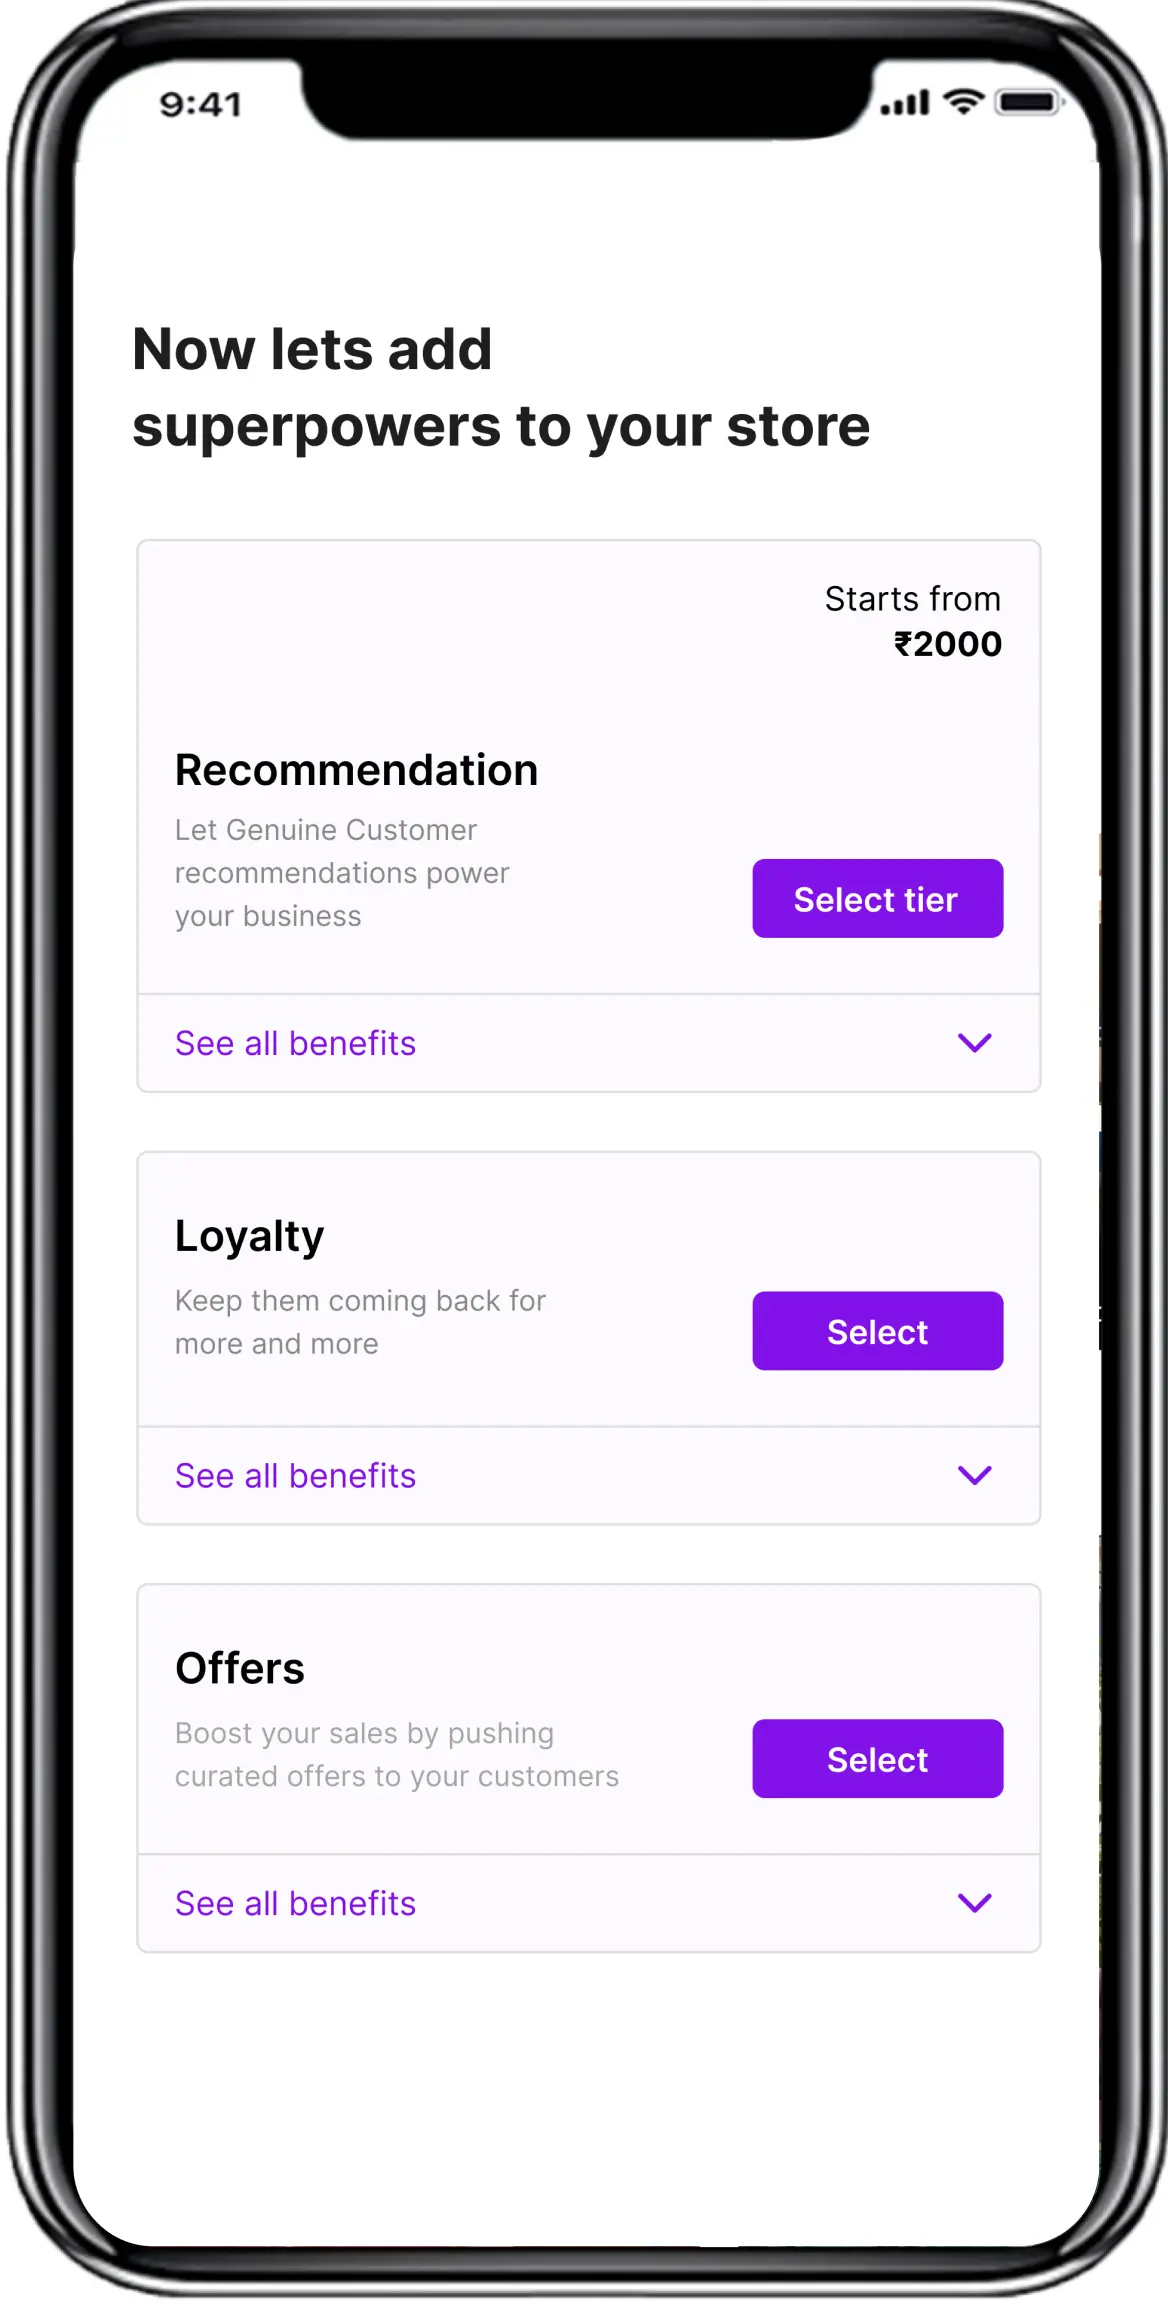 9:41
Now lets add
superpowers to your store
Starts from
₹2000
Recommendation
Let Genuine Customer
recommendations power
your business
Select tier
See all benefits
Loyalty
Keep them coming back for
more and more
Select
See all benefits
Offers
Boost your sales by pushing
curated offers to your customers
Select
See all benefits